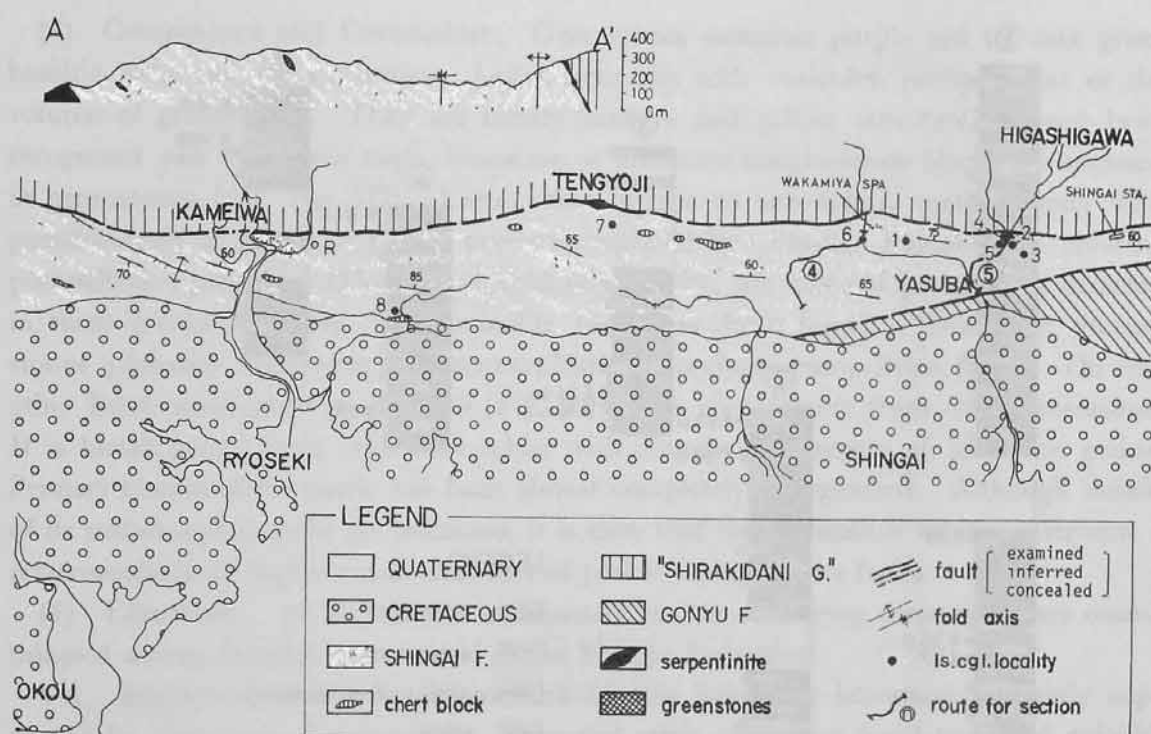 A
A'
400
300
200
100
0m
HIGASHIGAWA
TENGYOJI
WAKAMIYA SPA
SHINGAI STA.
KAMEIWA
7
4
2
60
R
6
1
75
5
3
60
65
60
④
⑤
70
85
65
YASUBA
8
RYOSEKI
SHINGAI
OKOU
LEGEND
QUATERNARY
CRETACEOUS
SHINGAI F.
chert block
"SHIRAKIDANI G."
GONYU F
serpentinite
greenstones
fault
examined
inferred
concealed
fold axis
ls.cgl.locality
route for section